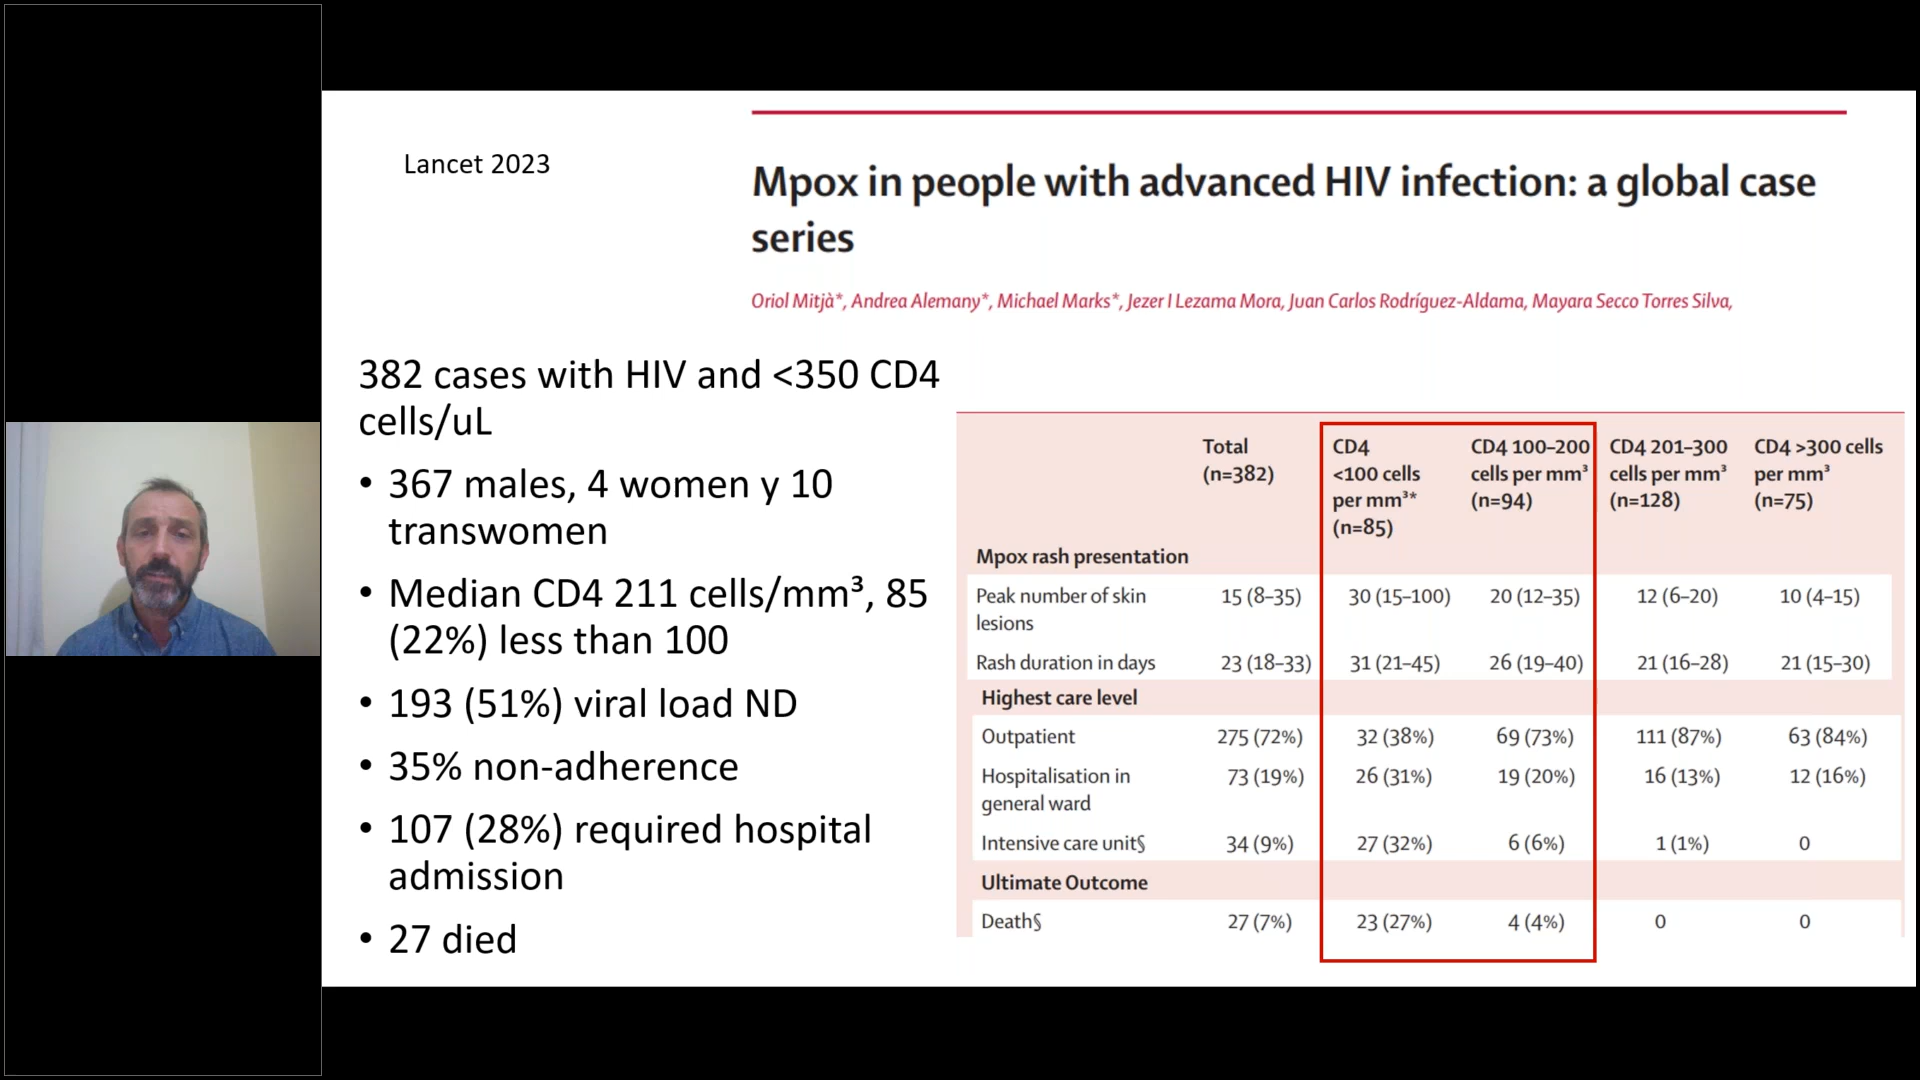 Lancet 2023
Mpox in people with advanced HIV infection: a global case
series
Oriol Mitjà*, Andrea Alemany*, Michael Marks*, Jezer I Lezama Mora, Juan Carlos Rodríguez-Aldama, Mayara Secco Torres Silva,
382 cases with HIV and <350 CD4
cells/uL
• 367 males, 4 women y 10
transwomen
• Median CD4 211 cells/mm³, 85
(22%) less than 100
• 193 (51%) viral load ND
• 35% non-adherence
• 107 (28%) required hospital
admission
• 27 died
Total CD4 CD4 100–200 CD4 201–300 CD4 >300 cells
(n=382) <100 cells cells per mm³ cells per mm³ per mm³
per mm³* (n=94) (n=128) (n=75)
(n=85)
Mpox rash presentation
Peak number of skin 15 (8–35) 30 (15–100) 20 (12–35) 12 (6–20) 10 (4–15)
lesions
Rash duration in days 23 (18–33) 31 (21–45) 26 (19–40) 21 (16–28) 21 (15–30)
Highest care level
Outpatient 275 (72%) 32 (38%) 69 (73%) 111 (87%) 63 (84%)
Hospitalisation in 73 (19%) 26 (31%) 19 (20%) 16 (13%) 12 (16%)
general ward
Intensive care unit§ 34 (9%) 27 (32%) 6 (6%) 1 (1%) 0
Ultimate Outcome
Death§ 27 (7%) 23 (27%) 4 (4%) 0 0